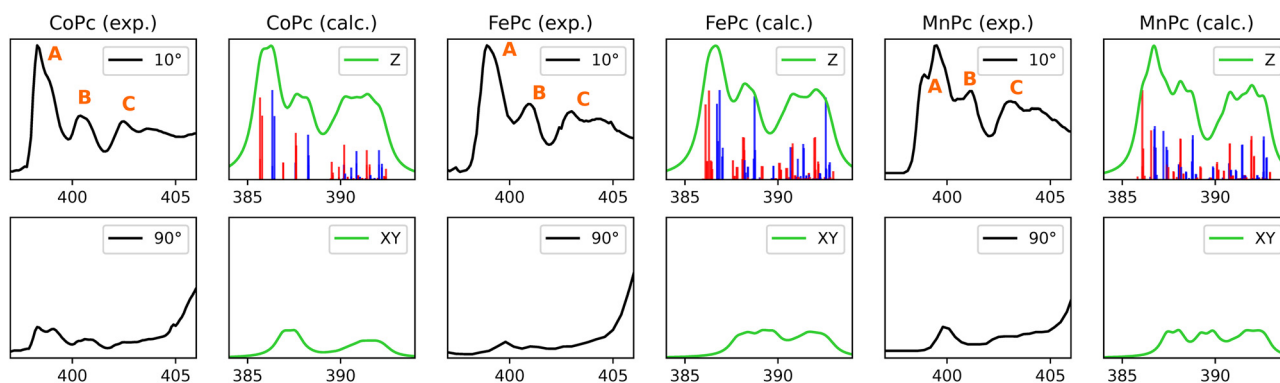 CoPc (exp.) CoPc (calc.) FePc (exp.) FePc (calc.) MnPc (exp.) MnPc (calc.)
A 10° Z A 10° Z 10° Z
B C B C A B C
400 405 385 390 400 405 385 390 400 405 385 390
90° XY 90° XY 90° XY
400 405 385 390 400 405 385 390 400 405 385 390